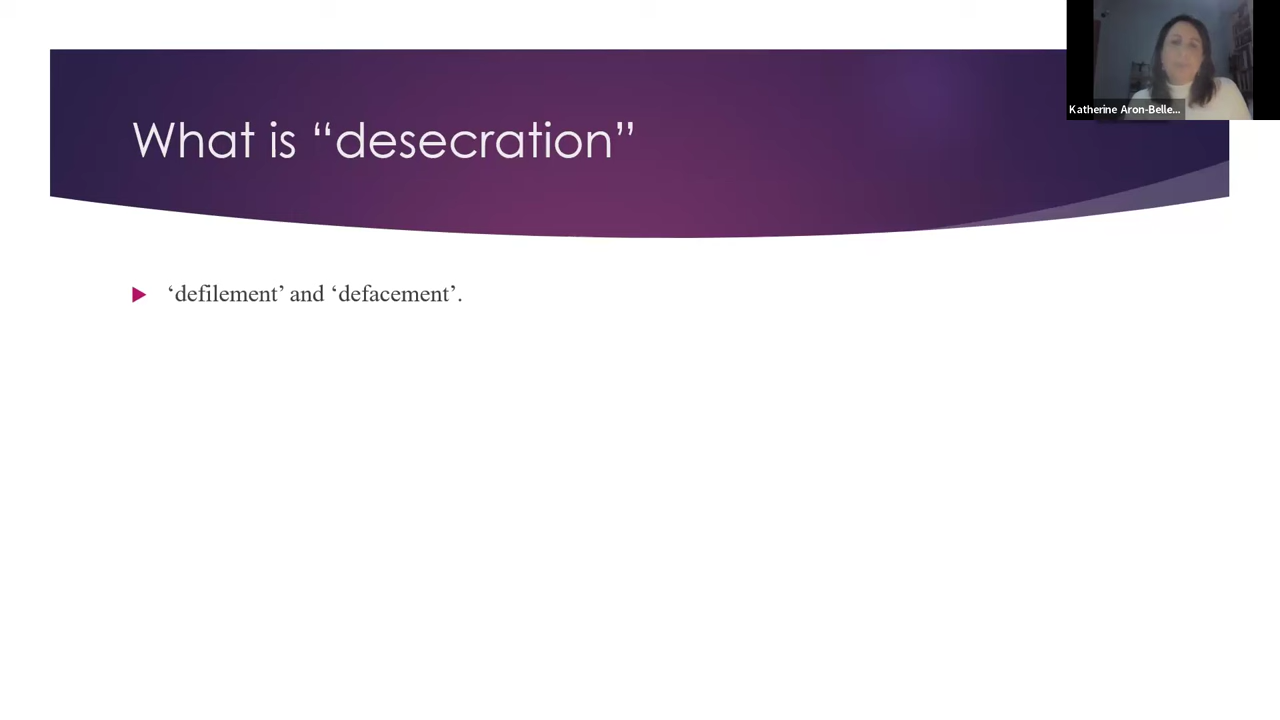 What is “desecration”
‘defilement’ and ‘defacement’.
Katherine Aron-Belle...